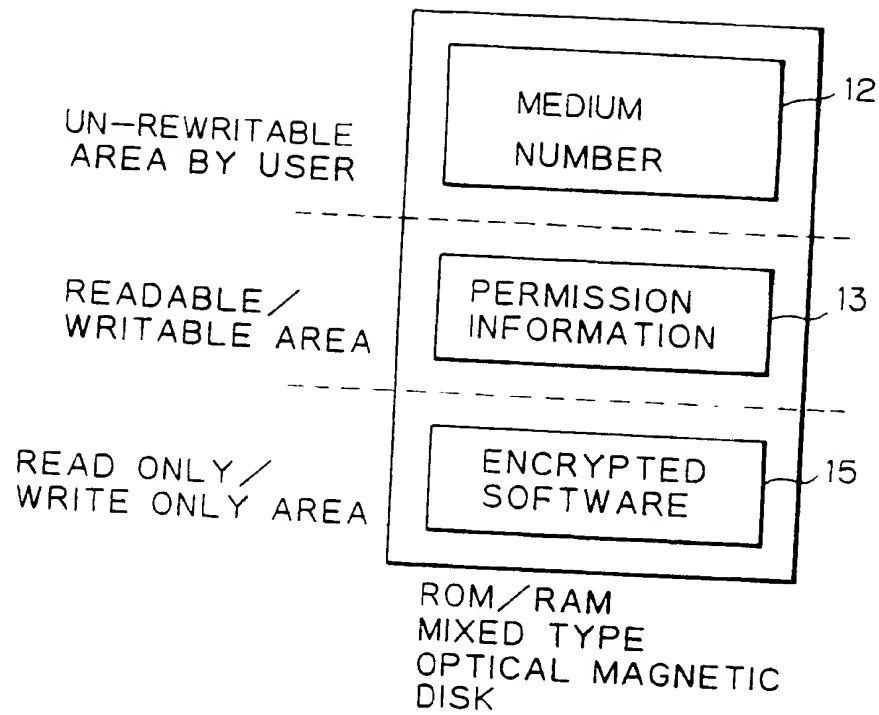 UN-REWRITABLE
AREA BY USER
MEDIUM
NUMBER
12
READABLE/
WRITABLE AREA
PERMISSION
INFORMATION
13
READ ONLY/
WRITE ONLY AREA
ENCRYPTED
SOFTWARE
15
ROM/RAM
MIXED TYPE
OPTICAL MAGNETIC
DISK